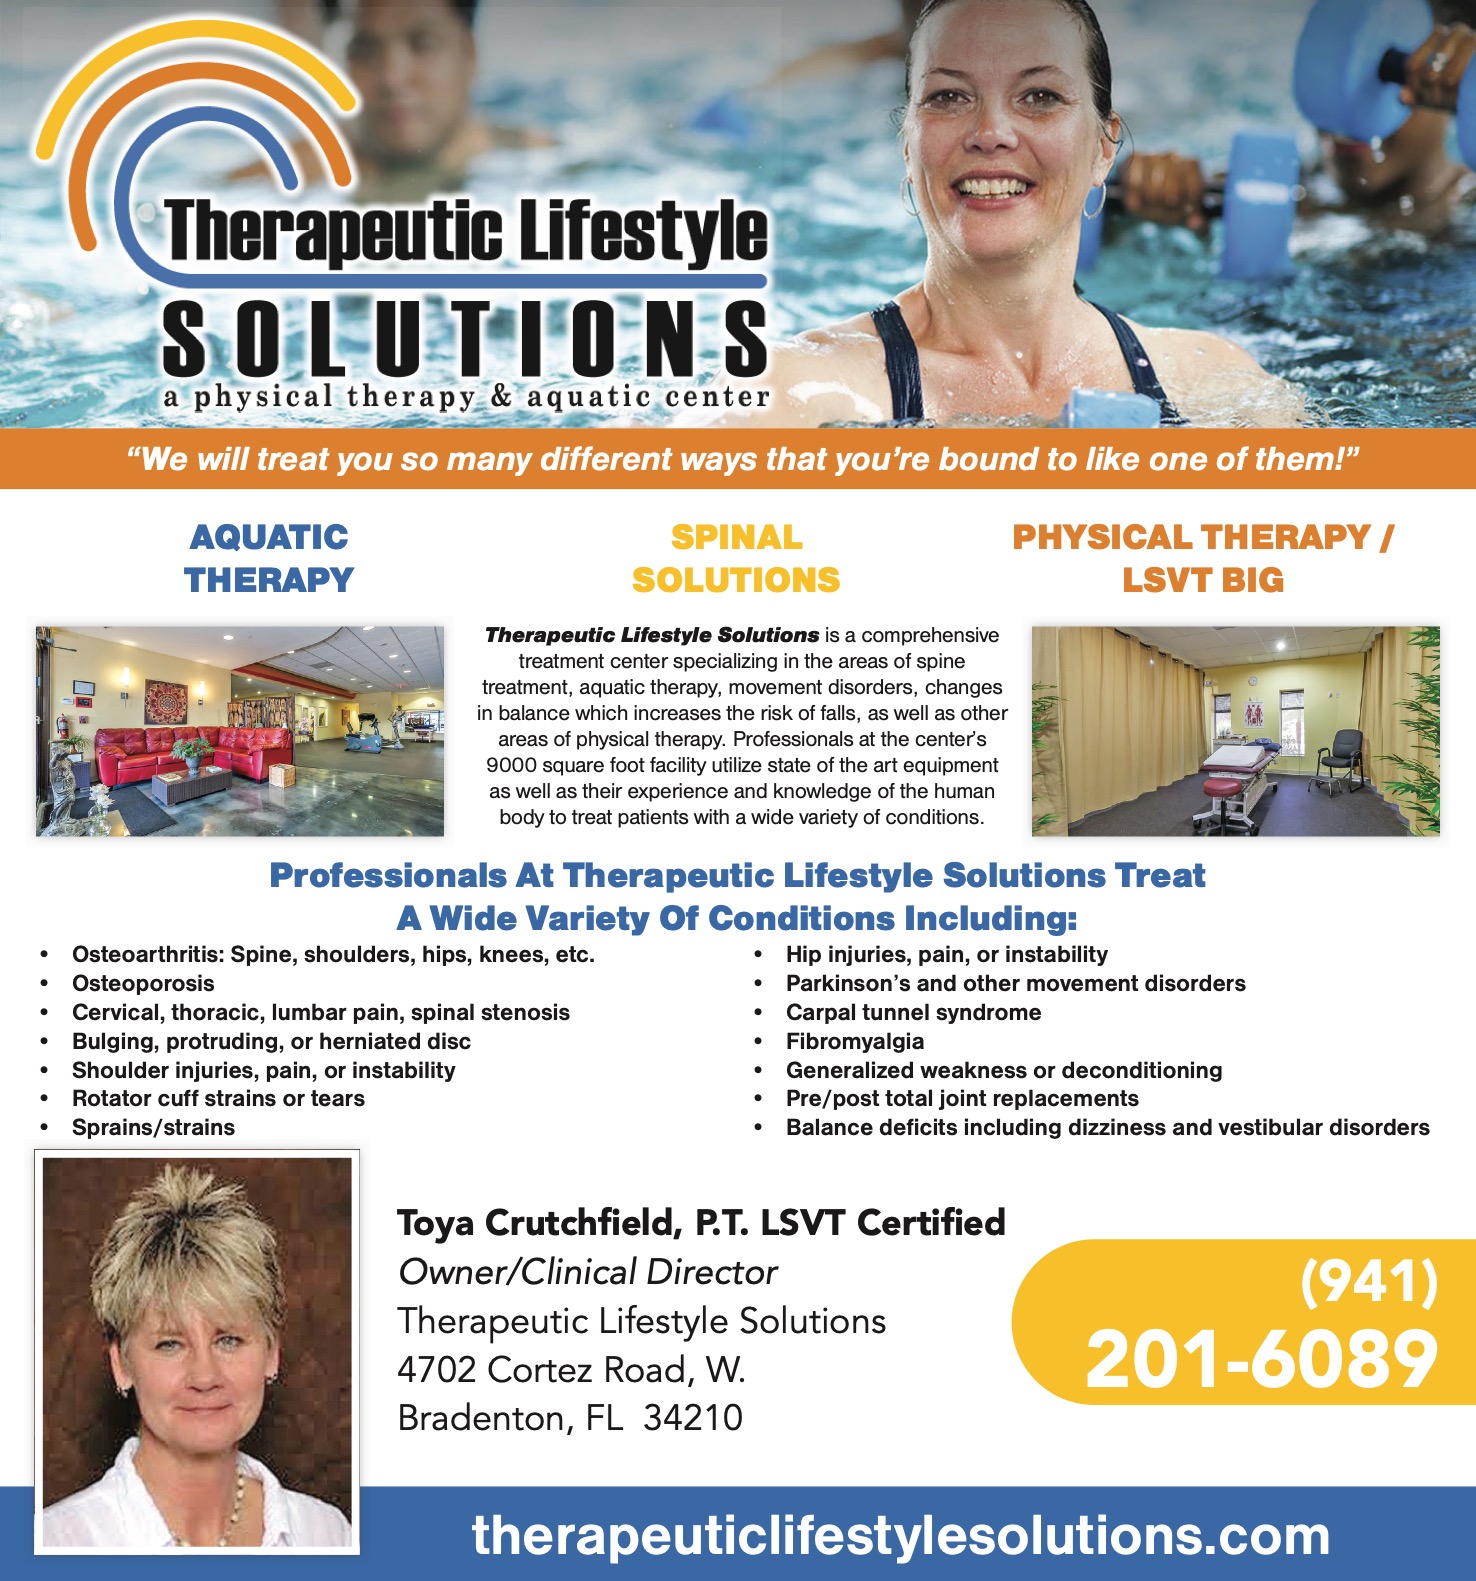 Therapeutic Lifestyle
SOLUTIONS
a physical therapy & aquatic center
“We will treat you so many different ways that you’re bound to like one of them!”
AQUATIC
THERAPY
SPINAL
SOLUTIONS
PHYSICAL THERAPY /
LSVT BIG
Therapeutic Lifestyle Solutions is a comprehensive
treatment center specializing in the areas of spine
treatment, aquatic therapy, movement disorders, changes
in balance which increases the risk of falls, as well as other
areas of physical therapy. Professionals at the center’s
9000 square foot facility utilize state of the art equipment
as well as their experience and knowledge of the human
body to treat patients with a wide variety of conditions.
Professionals At Therapeutic Lifestyle Solutions Treat
A Wide Variety Of Conditions Including:
• Osteoarthritis: Spine, shoulders, hips, knees, etc.
• Osteoporosis
• Cervical, thoracic, lumbar pain, spinal stenosis
• Bulging, protruding, or herniated disc
• Shoulder injuries, pain, or instability
• Rotator cuff strains or tears
• Sprains/strains
• Hip injuries, pain, or instability
• Parkinson’s and other movement disorders
• Carpal tunnel syndrome
• Fibromyalgia
• Generalized weakness or deconditioning
• Pre/post total joint replacements
• Balance deficits including dizziness and vestibular disorders
Toya Crutchfield, P.T. LSVT Certified
Owner/Clinical Director
Therapeutic Lifestyle Solutions
4702 Cortez Road, W.
Bradenton, FL 34210
(941)
201-6089
therapeuticlifestylesolutions.com